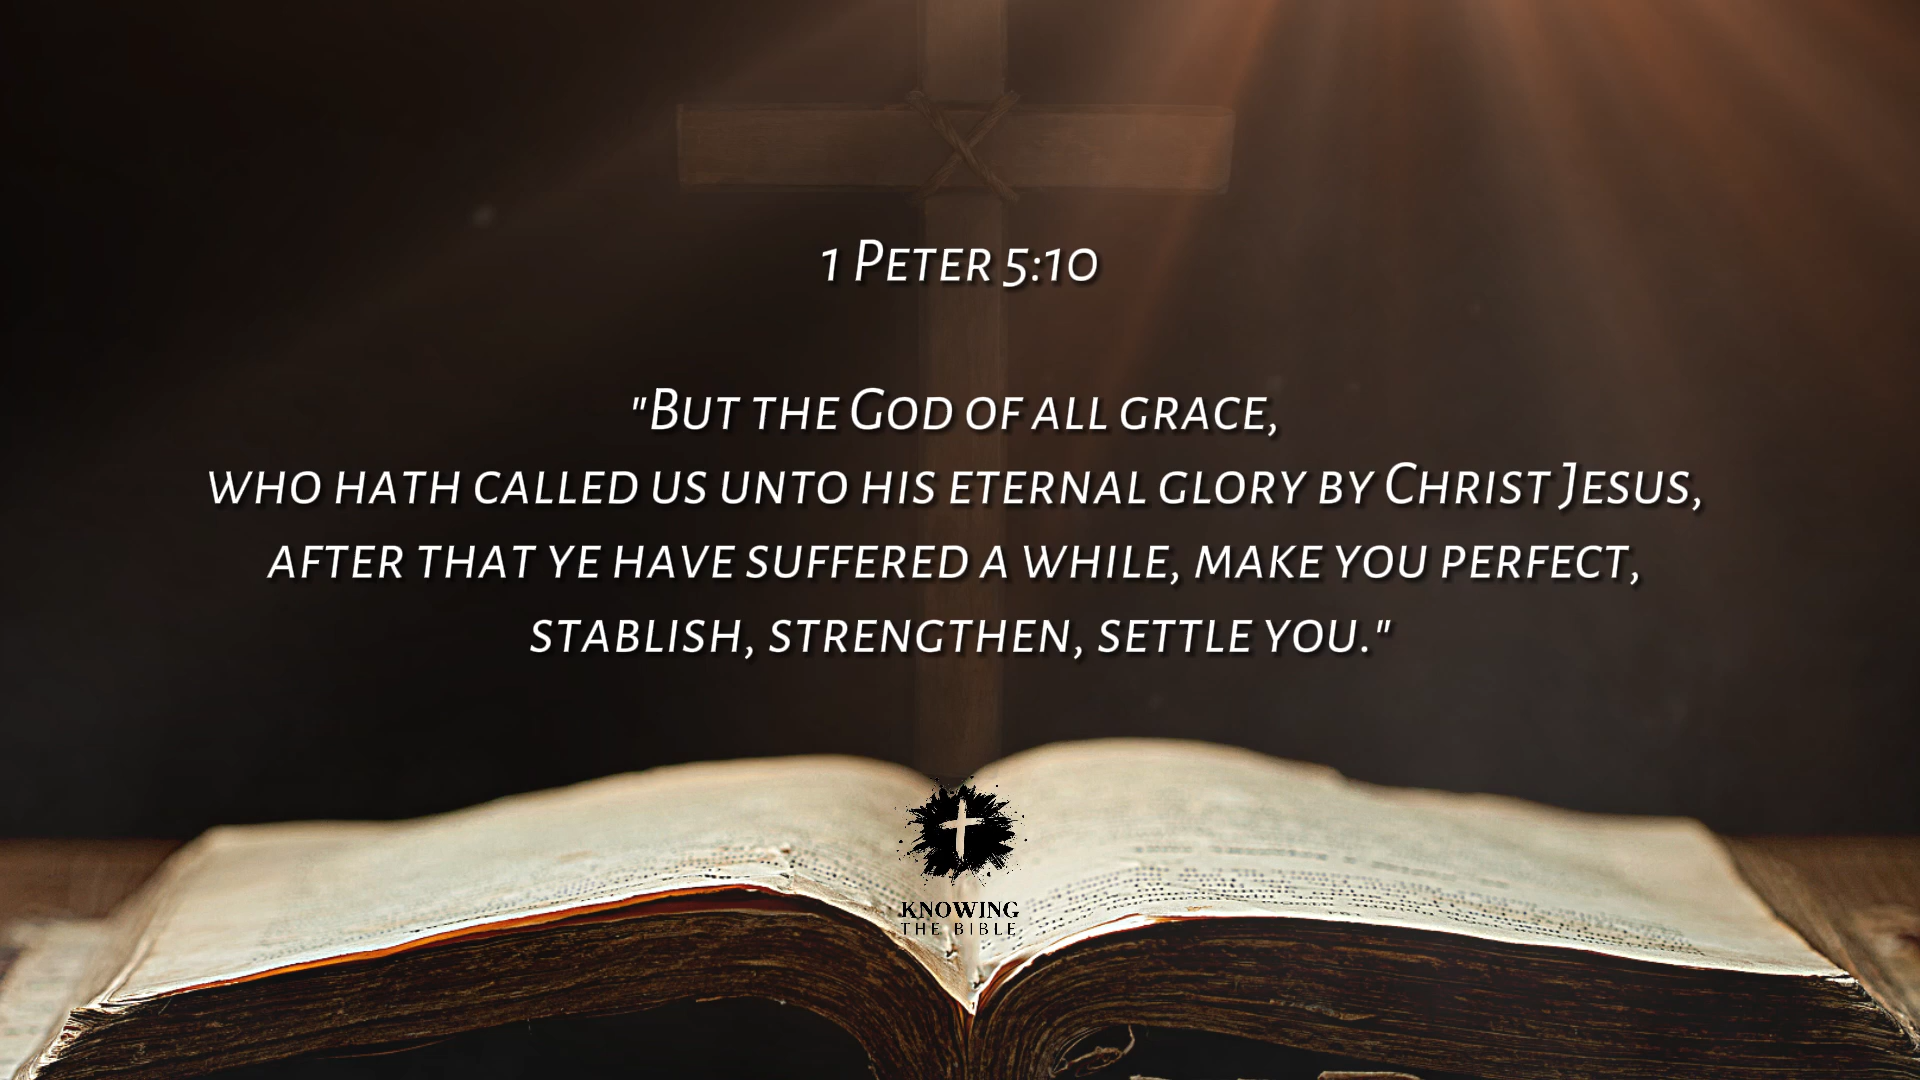 1 Peter 5:10
"But the God of all grace,
who hath called us unto his eternal glory by Christ Jesus,
after that ye have suffered a while, make you perfect,
stablish, strengthen, settle you."
KNOWING
THE BIBLE